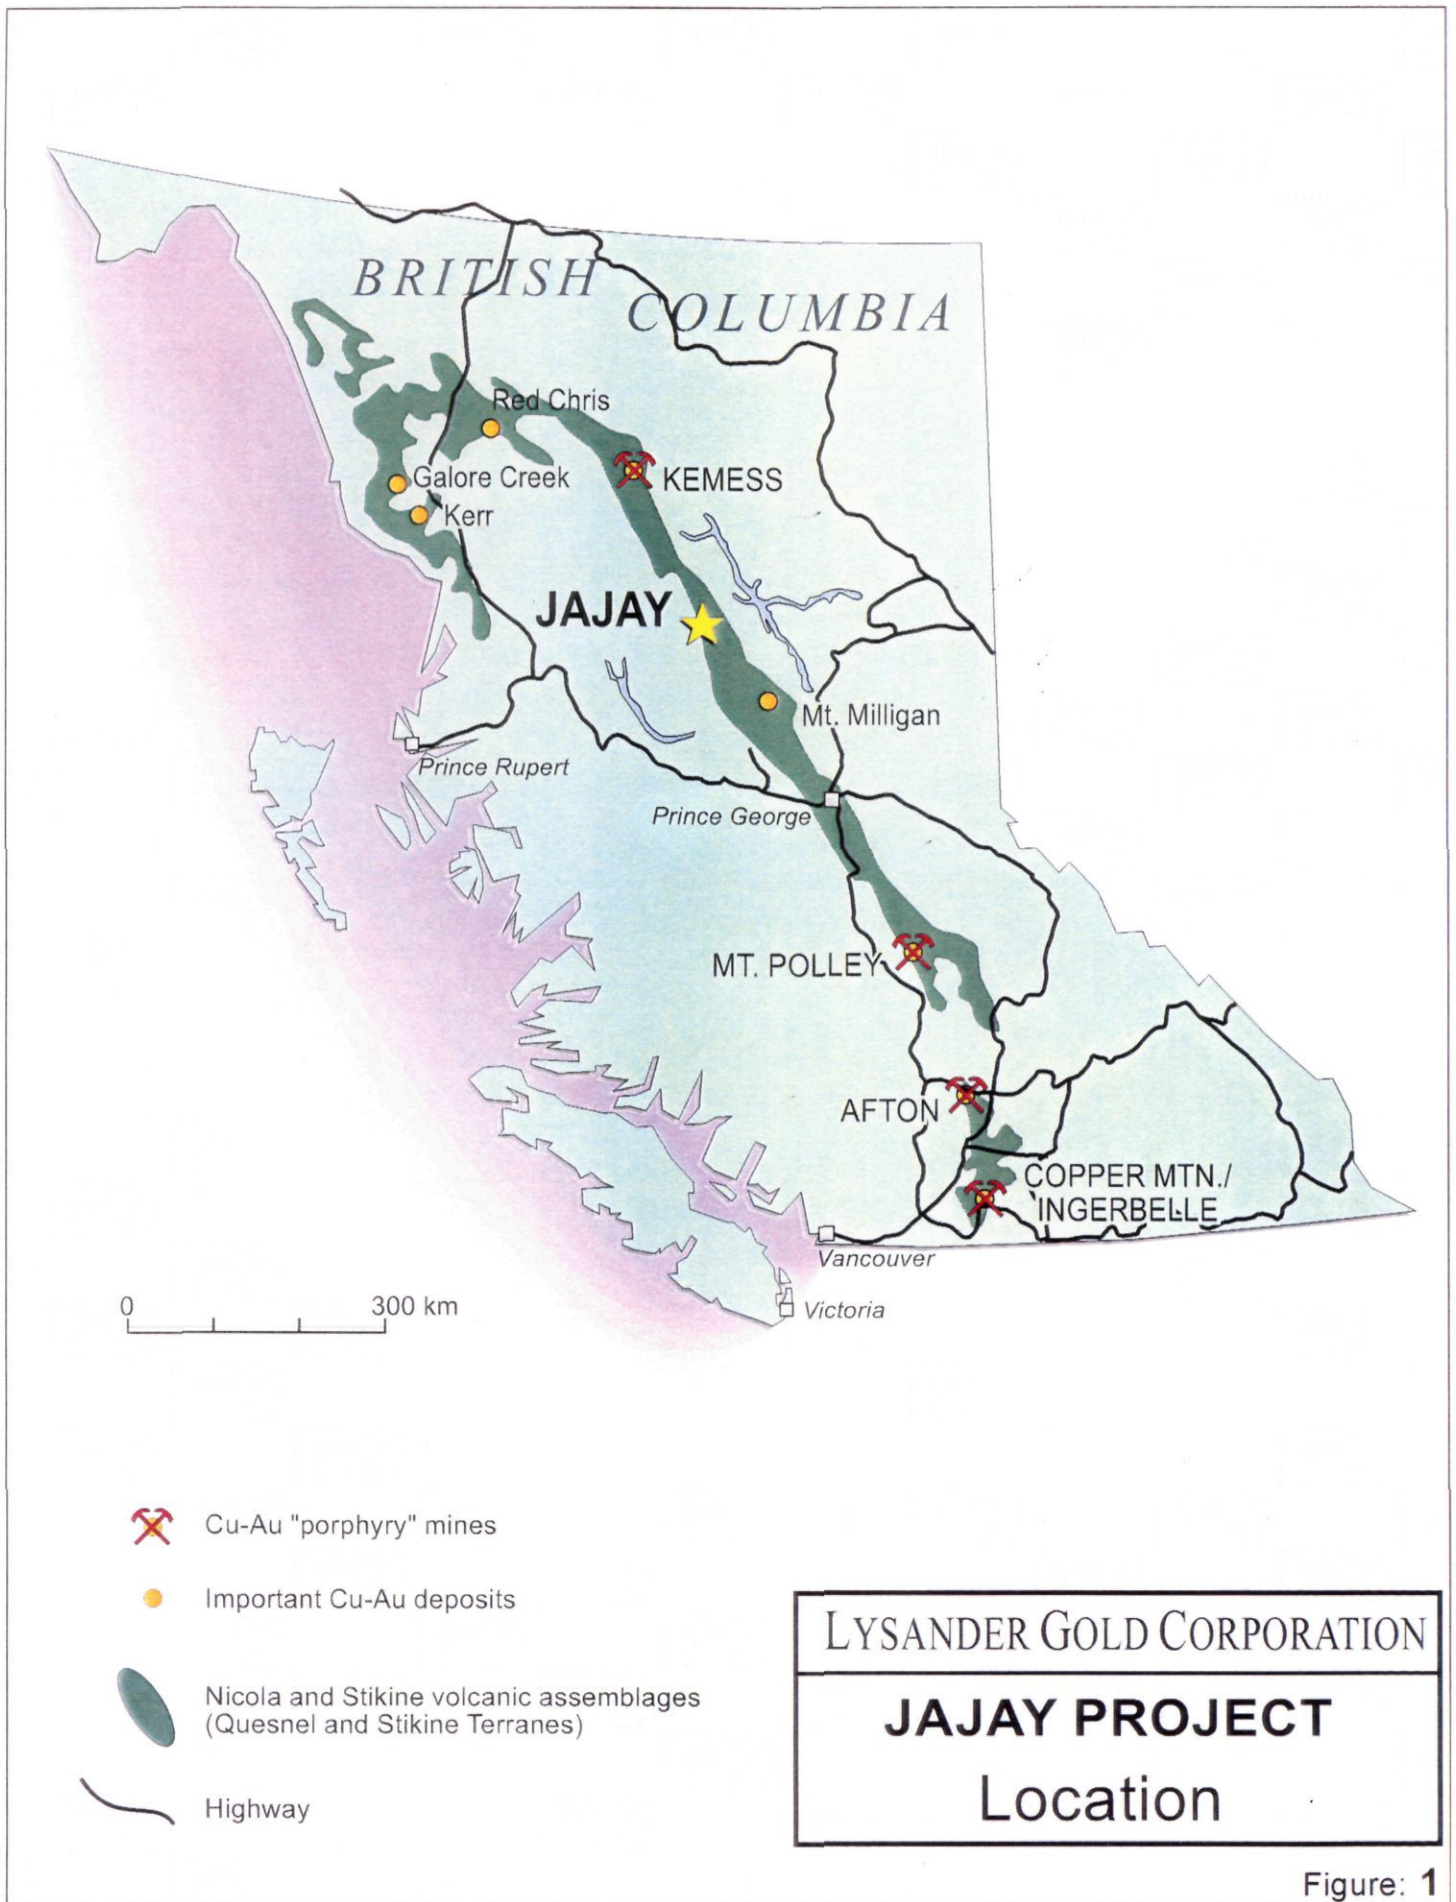 BRITISH
COLUMBIA
Red Chris
Galore Creek
KEMESS
Kerr
JAJAY
Mt. Milligan
Prince Rupert
Prince George
MT. POLLEY
AFTON
COPPER MTN./
INGERBELLE
Vancouver
Victoria
0 300 km
Cu-Au "porphyry" mines
Important Cu-Au deposits
Nicola and Stikine volcanic assemblages
(Quesnel and Stikine Terranes)
Highway
LYSANDER GOLD CORPORATION
JAJAY PROJECT
Location
Figure: 1